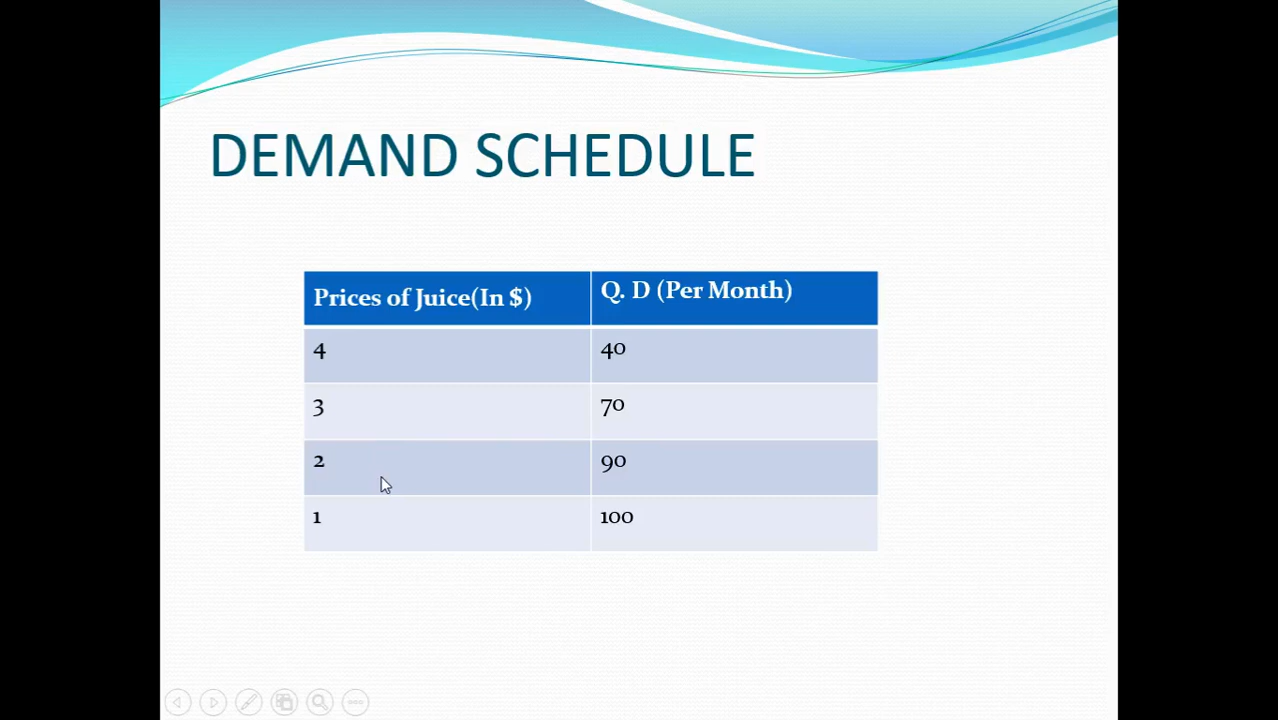 DEMAND SCHEDULE
Prices of Juice(In $) Q. D (Per Month)
4 40
3 70
2 90
1 100